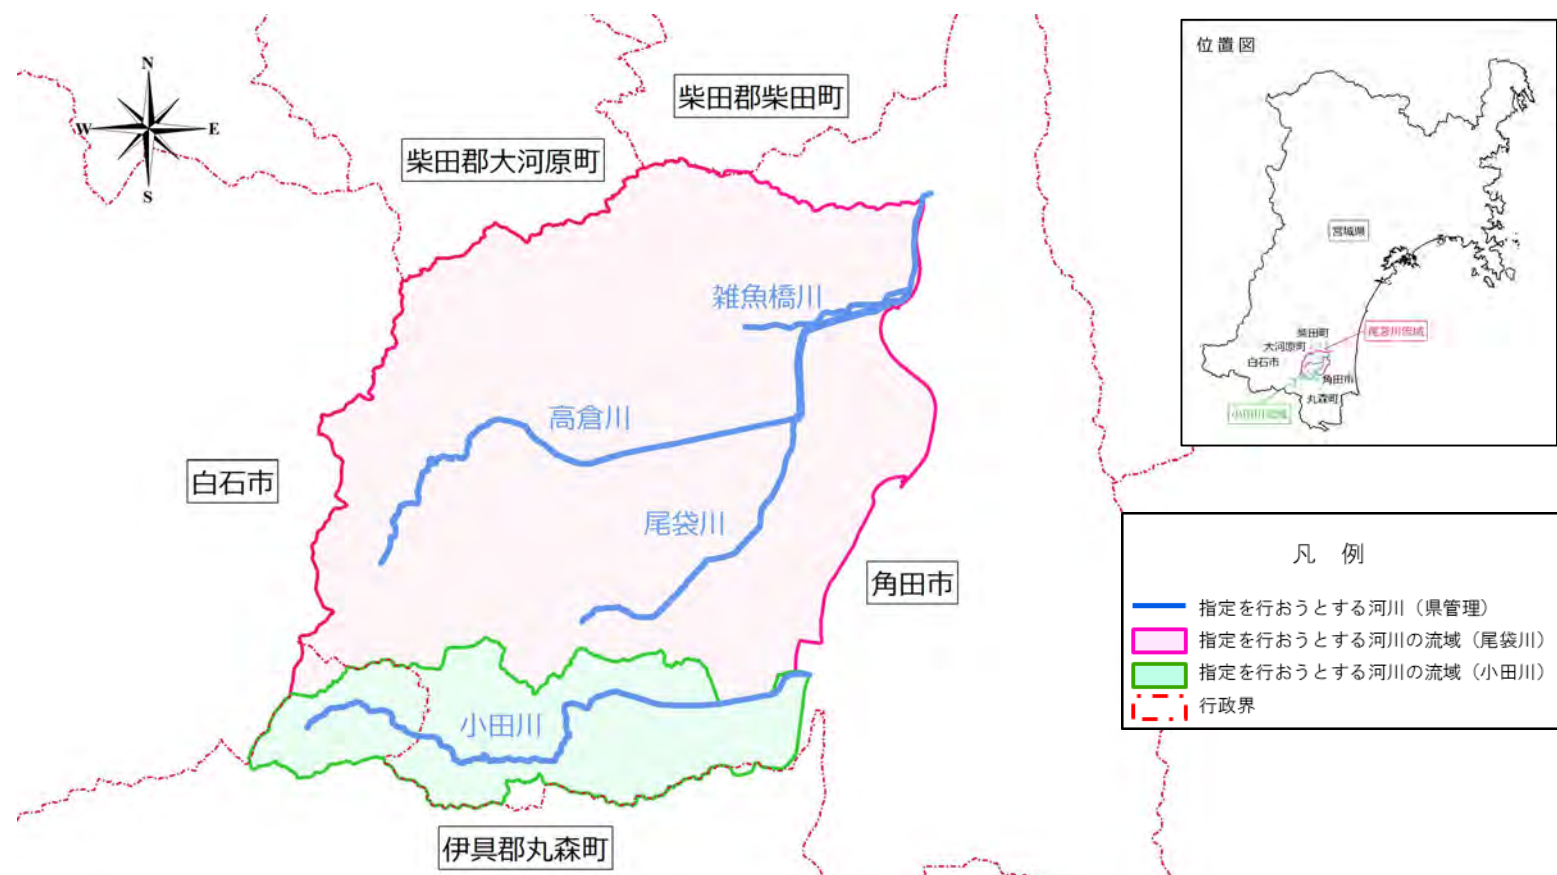 N
W
E
S
柴田郡柴田町
柴田郡大河原町
雑魚橋川
高倉川
白石市
尾袋川
角田市
小田川
伊具郡丸森町
位置図
宮城県
柴田町
尾袋川流域
大河原町
白石市
角田市
丸森町
小田川流域
凡 例
指定を行おうとする河川（県管理）
指定を行おうとする河川の流域（尾袋川）
指定を行おうとする河川の流域（小田川）
行政界